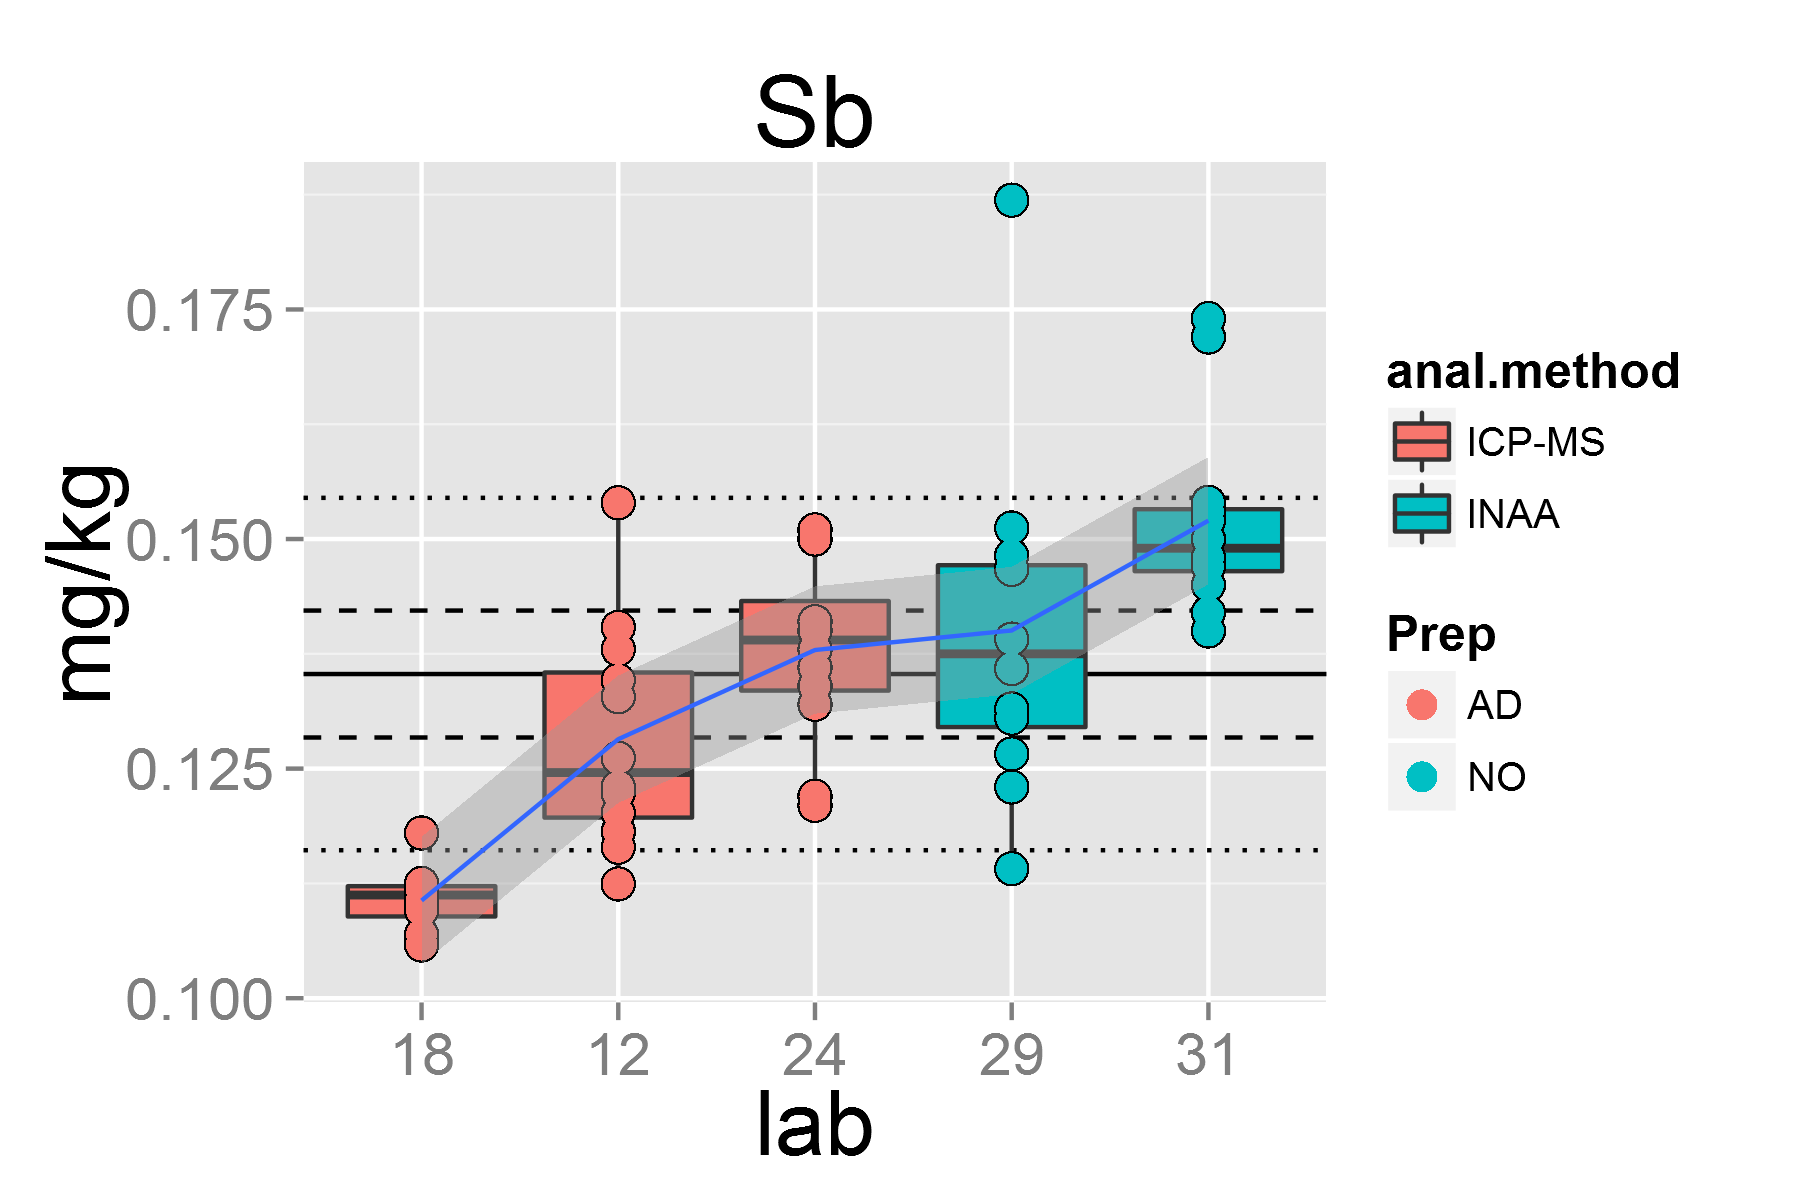 Sb
mg/kg
0.175
0.150
0.125
0.100
18 12 24 29 31
lab
anal.method
ICP-MS
INAA
Prep
AD
NO